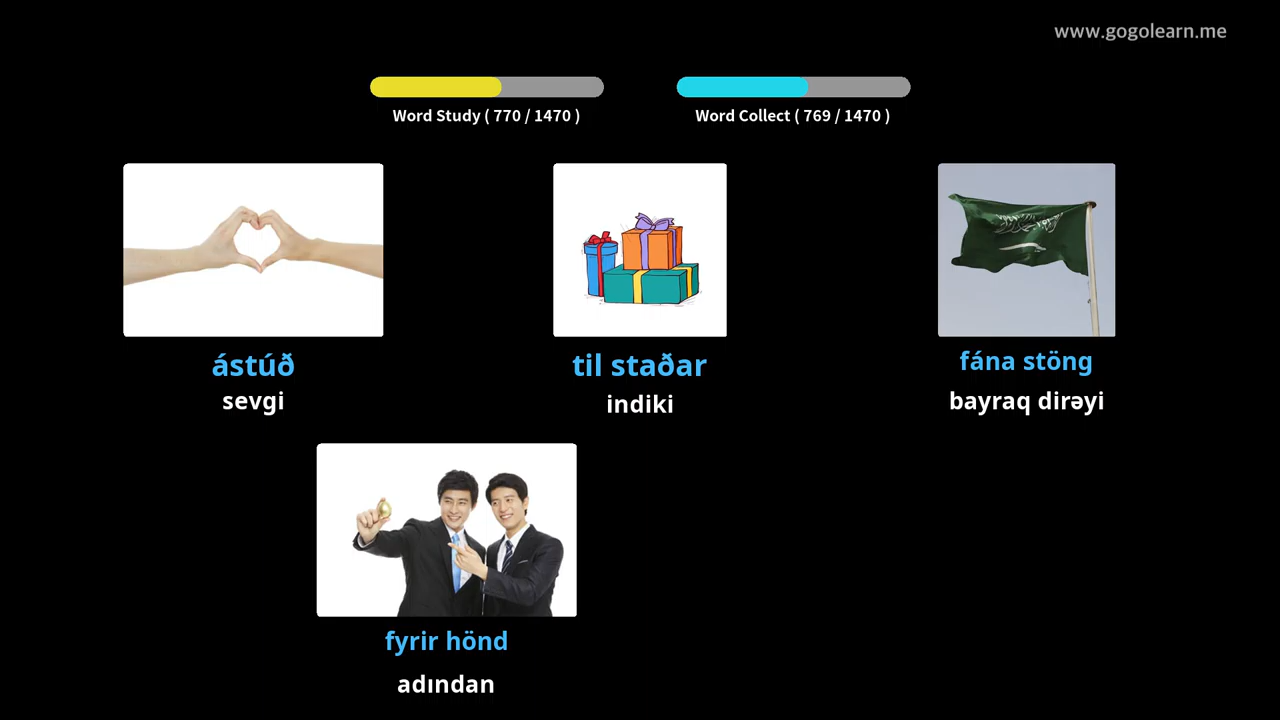 www.gogolearn.me
Word Study ( 770 / 1470 )
Word Collect ( 769 / 1470 )
ástúð
sevgi
til staðar
indiki
fána stöng
bayraq dirəyi
fyrir hönd
adından